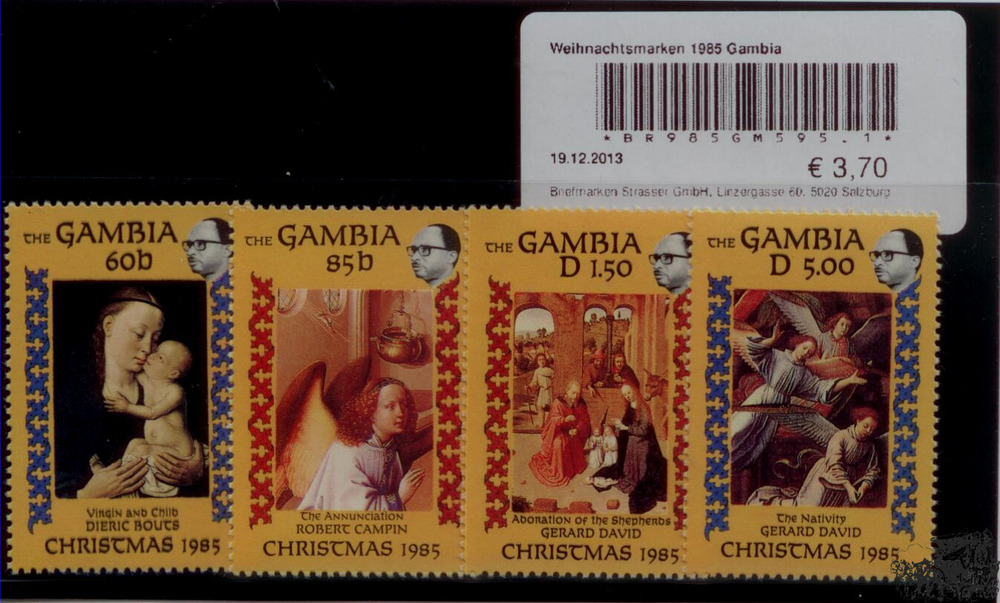 Weihnachtsmarken 1985 Gambia
*BR985GM595.1*
19.12.2013
€ 3,70
Briefmarken Strasser GmbH, Linzergasse 60, 5020 Salzburg
THE GAMBIA
60b
Virgin and Child
DIERIC BOUTS
CHRISTMAS 1985
THE GAMBIA
85b
The Annunciation
ROBERT CAMPIN
CHRISTMAS 1985
THE GAMBIA
D 1.50
Adoration of the Shepherds
GERARD DAVID
CHRISTMAS 1985
THE GAMBIA
D 5.00
The Nativity
GERARD DAVID
CHRISTMAS 1985